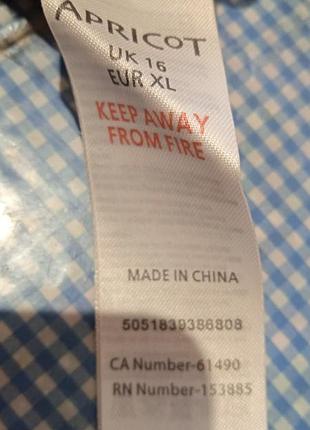 APRICOT
UK 16
EUR XL
KEEP AWAY
FROM FIRE
MADE IN CHINA
5051839386808
CA Number-61490
RN Number-153885